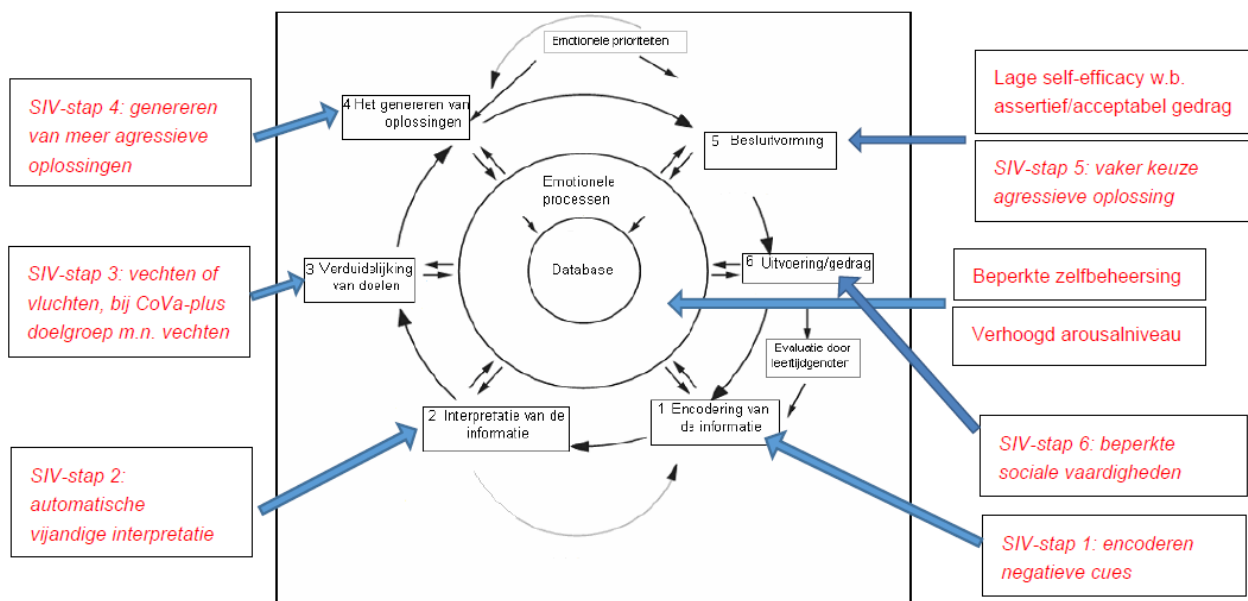 Emotionele prioriteiten
SIV-stap 4: genereren
van meer agressieve
oplossingen
4 Het genereren van
oplossingen
Lage self-efficacy w.b.
assertief/acceptabel gedrag
5 Besluitvorming
SIV-stap 5: vaker keuze
agressieve oplossing
Emotionele
processen
Database
SIV-stap 3: vechten of
vluchten, bij CoVa-plus
doelgroep m.n. vechten
3 Verduidelijking
van doelen
6 Uitvoering/gedrag
Beperkte zelfbeheersing
Verhoogd arousalniveau
Evaluatie door
leeftijdgenoten
2 Interpretatie van de
informatie
1 Encodering van
de informatie
SIV-stap 2:
automatische
vijandige interpretatie
SIV-stap 6: beperkte
sociale vaardigheden
SIV-stap 1: encoderen
negatieve cues